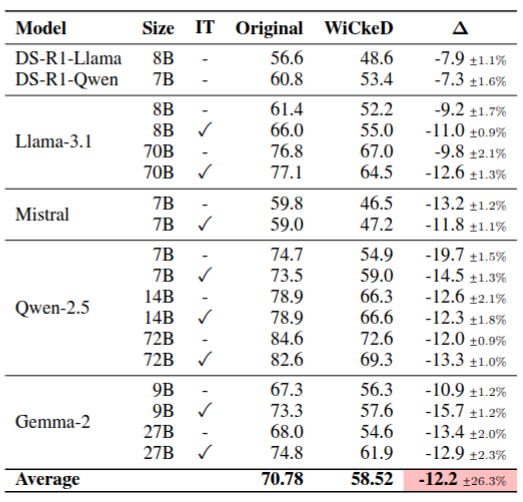 Model Size IT Original WiCkeD Δ
DS-R1-Llama 8B - 56.6 48.6 -7.9 ±1.1%
DS-R1-Qwen 7B - 60.8 53.4 -7.3 ±1.6%
8B - 61.4 52.2 -9.2 ±1.7%
8B ✓ 66.0 55.0 -11.0 ±0.9%
Llama-3.1
70B - 76.8 67.0 -9.8 ±2.1%
70B ✓ 77.1 64.5 -12.6 ±1.3%
7B - 59.8 46.5 -13.2 ±1.2%
Mistral
7B ✓ 59.0 47.2 -11.8 ±1.1%
7B - 74.7 54.9 -19.7 ±1.5%
7B ✓ 73.5 59.0 -14.5 ±1.3%
14B - 78.9 66.3 -12.6 ±2.1%
Qwen-2.5
14B ✓ 78.9 66.6 -12.3 ±1.8%
72B - 84.6 72.6 -12.0 ±0.9%
72B ✓ 82.6 69.3 -13.3 ±1.0%
9B - 67.3 56.3 -10.9 ±1.2%
9B ✓ 73.3 57.6 -15.7 ±1.2%
Gemma-2
27B - 68.0 54.6 -13.4 ±2.0%
27B ✓ 74.8 61.9 -12.9 ±2.3%
Average 70.78 58.52 -12.2 ±26.3%